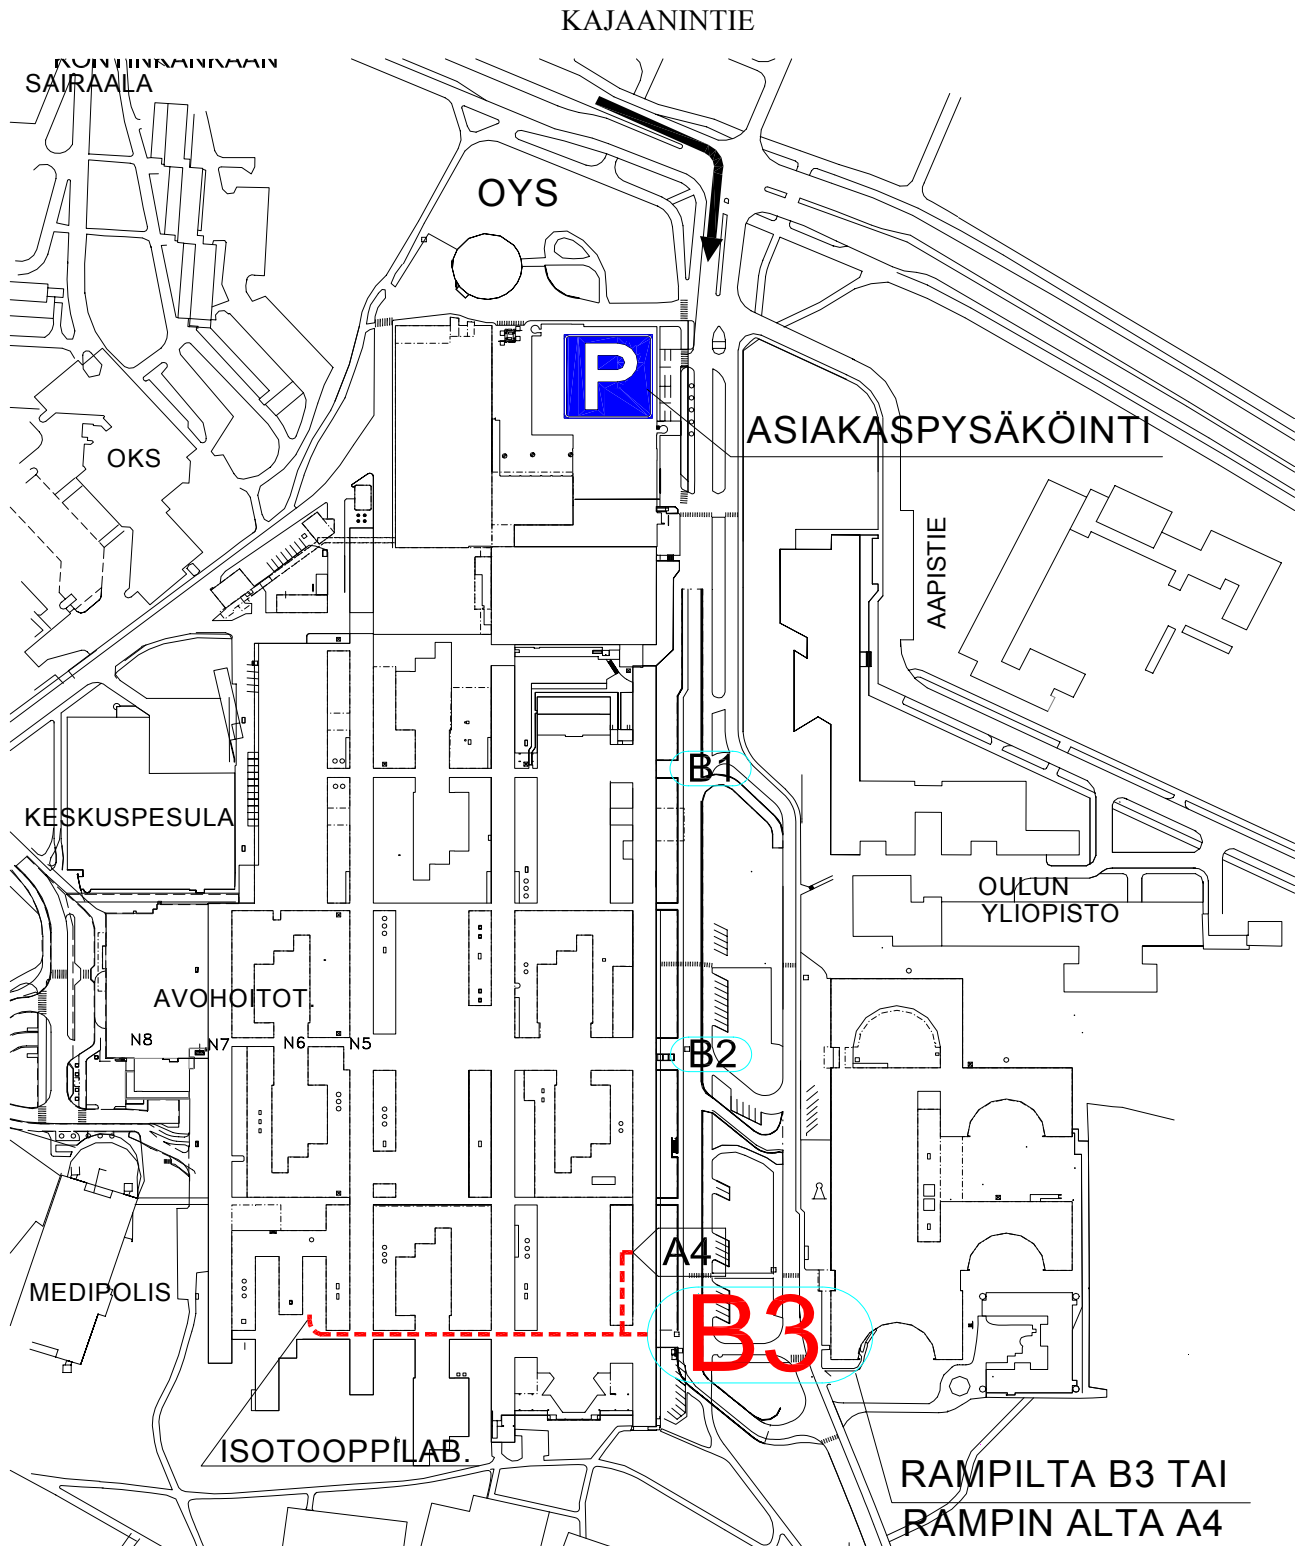 KAJAANINTIE
KONTINKANKAAN
SAIRAALA
OYS
P
ASIAKASPYSÄKÖINTI
OKS
AAPISTIE
B1
KESKUSPESULA
OULUN
YLIOPISTO
AVOHOITOT.
N8
N7
N6
N5
B2
A4
MEDIPOLIS
B3
ISOTOOPPILAB.
RAMPILTA B3 TAI
RAMPIN ALTA A4